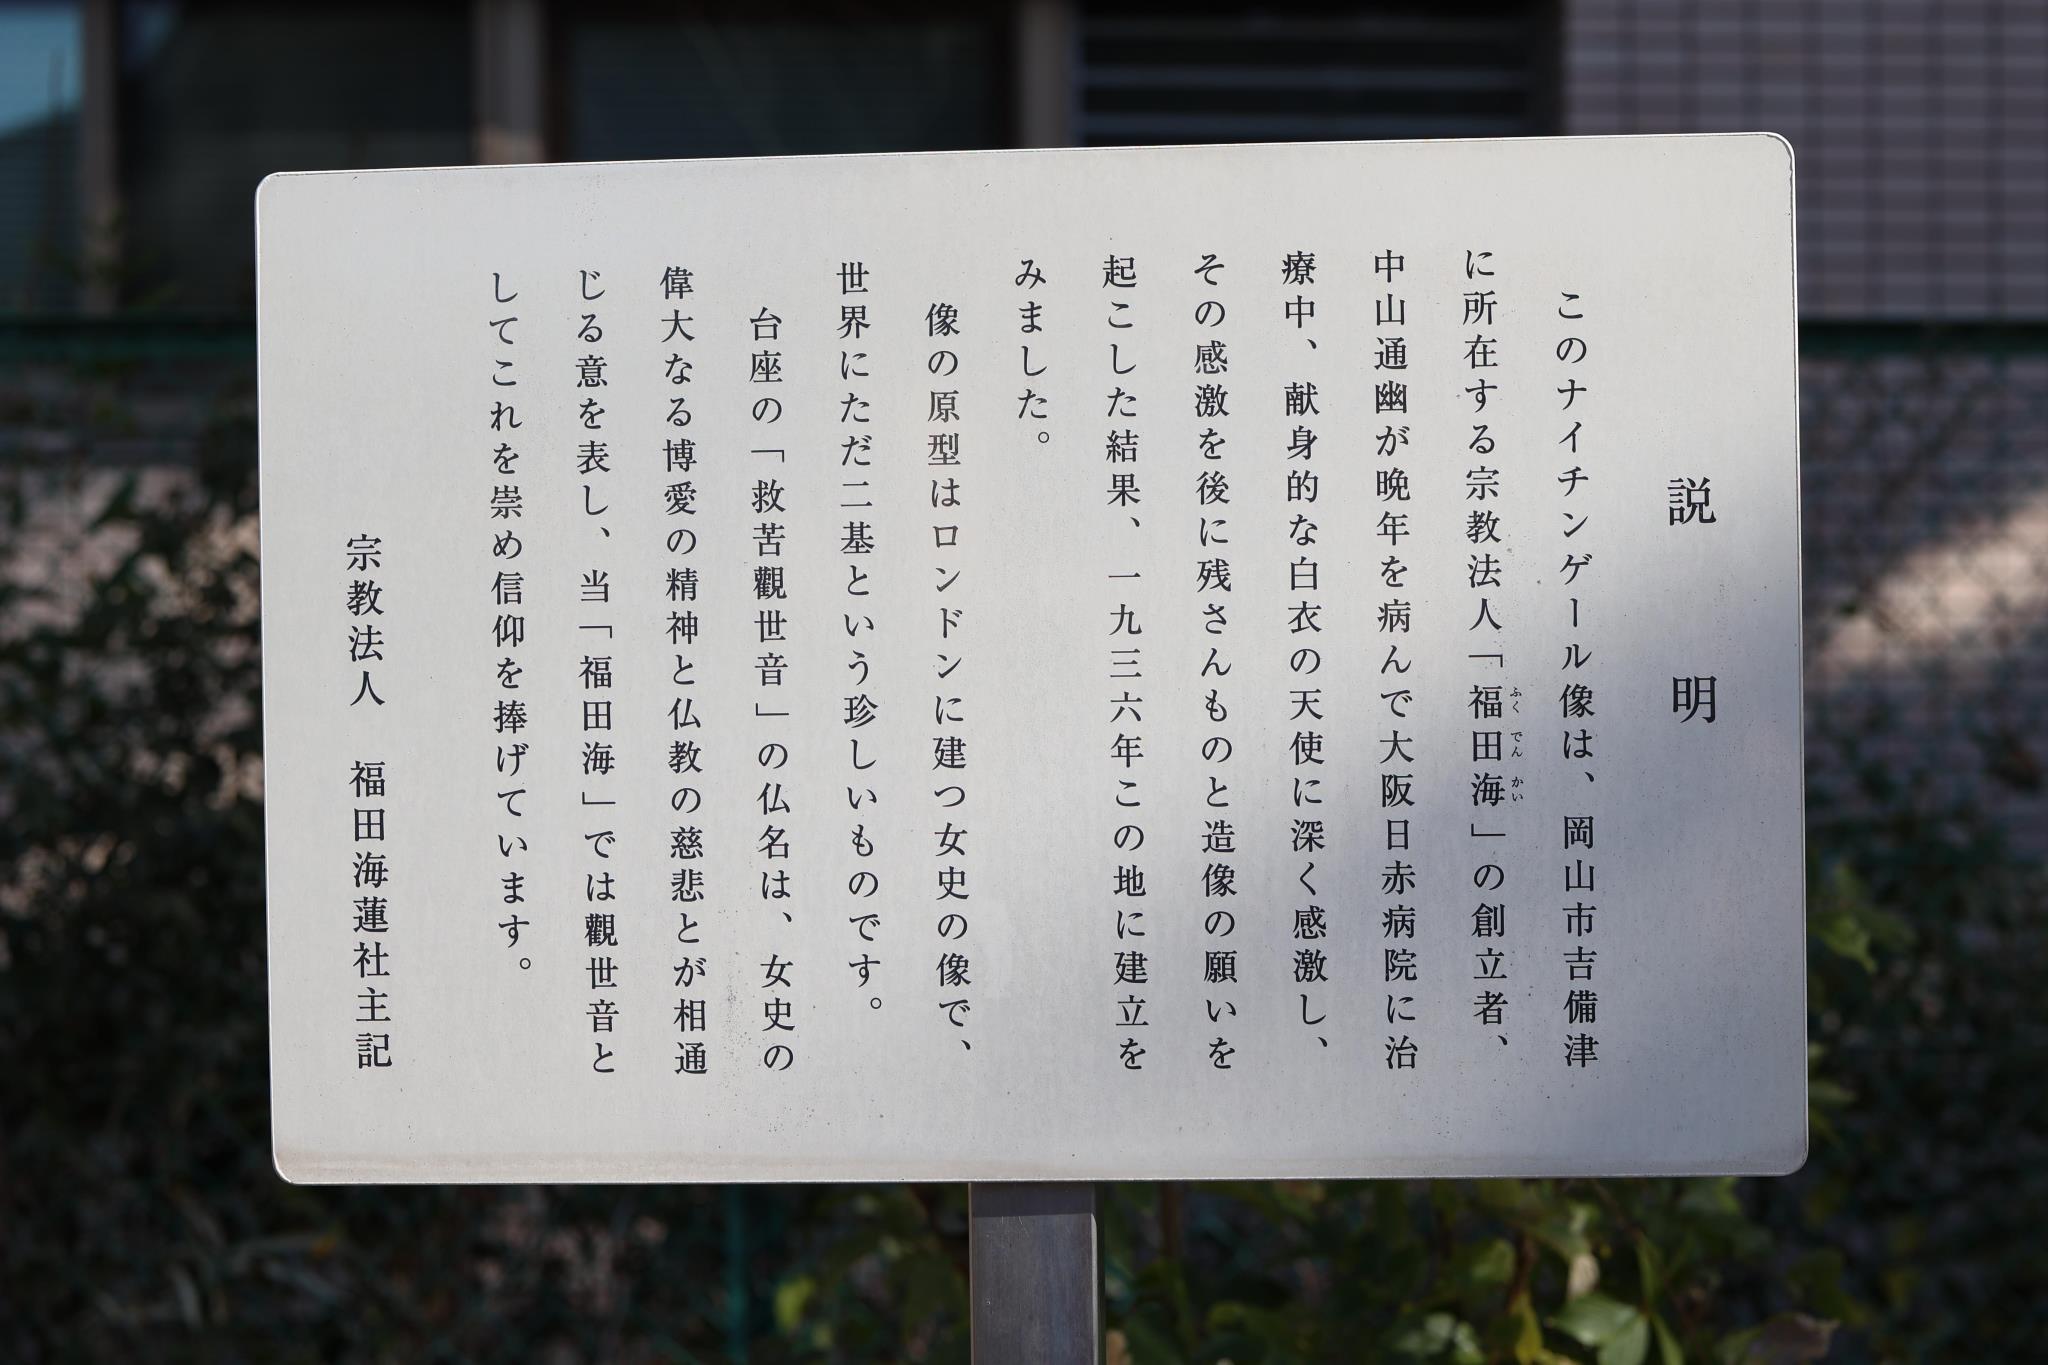 説明
このナイチンゲール像は、岡山市吉備津
に所在する宗教法人「福田海」の創立者、
ふくでんかい
中山通幽が晩年を病んで大阪日赤病院に治
療中、献身的な白衣の天使に深く感激し、
その感激を後に残さんものと造像の願いを
起こした結果、一九三六年この地に建立を
みました。
像の原型はロンドンに建つ女史の像で、
世界にただ二基という珍しいものです。
台座の「救苦觀世音」の仏名は、女史の
偉大なる博愛の精神と仏教の慈悲とが相通
じる意を表し、当「福田海」では觀世音と
してこれを崇め信仰を捧げています。
宗教法人 福田海蓮社主記